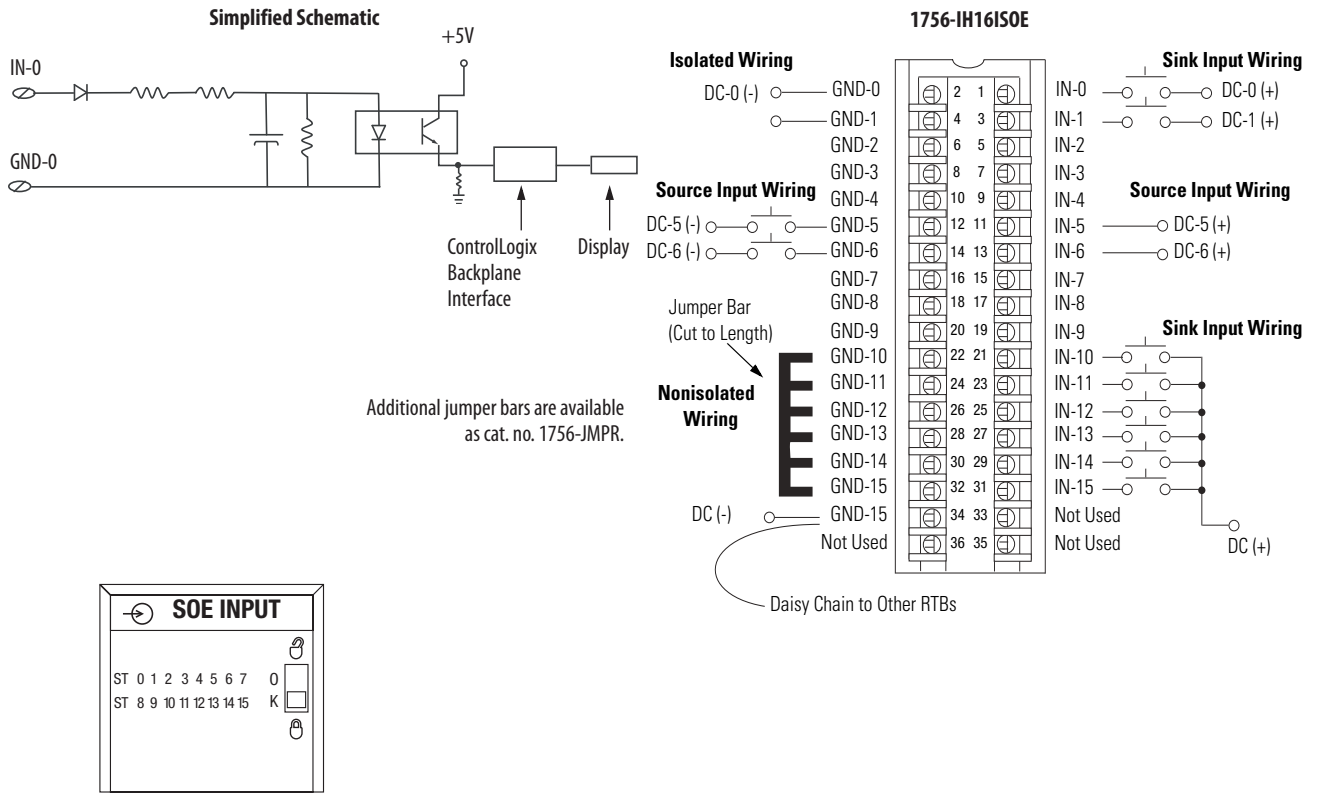 Simplified Schematic
+5V
IN-0
GND-0
ControlLogix
Backplane
Interface
Display
Additional jumper bars are available
as cat. no. 1756-JMPR.
1756-IH16ISOE
Isolated Wiring
Sink Input Wiring
DC-0 (-) GND-0 2 1 IN-0 DC-0 (+)
GND-1 4 3 IN-1 DC-1 (+)
GND-2 6 5 IN-2
GND-3 8 7 IN-3
Source Input Wiring
Source Input Wiring
GND-4 10 9 IN-4
DC-5 (-) GND-5 12 11 IN-5 DC-5 (+)
DC-6 (-) GND-6 14 13 IN-6 DC-6 (+)
GND-7 16 15 IN-7
GND-8 18 17 IN-8
Jumper Bar
(Cut to Length)
GND-9 20 19 IN-9
Sink Input Wiring
GND-10 22 21 IN-10
GND-11 24 23 IN-11
Nonisolated
Wiring
GND-12 26 25 IN-12
GND-13 28 27 IN-13
GND-14 30 29 IN-14
GND-15 32 31 IN-15
DC (-) GND-15 34 33 Not Used
Not Used 36 35 Not Used
DC (+)
Daisy Chain to Other RTBs
SOE INPUT
ST 0 1 2 3 4 5 6 7 O
ST 8 9 10 11 12 13 14 15 K